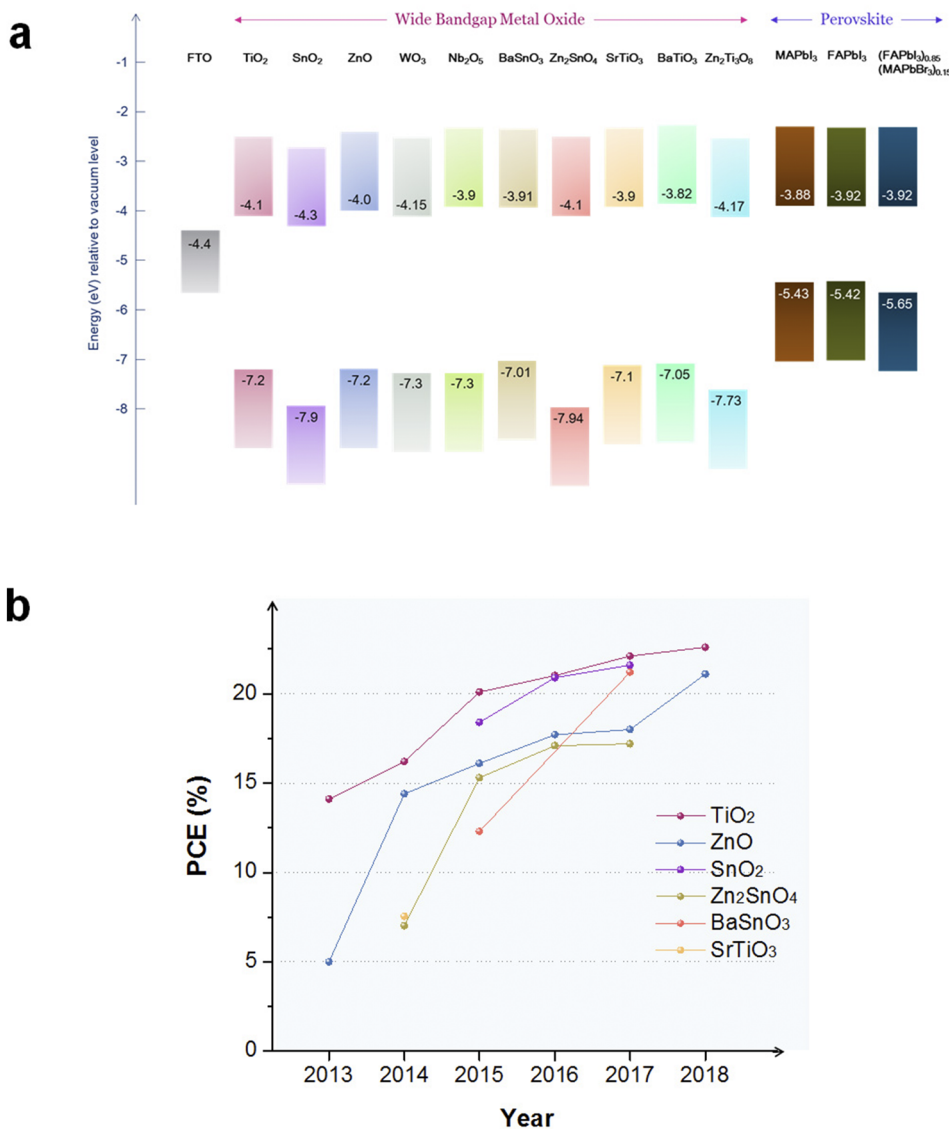 a
Wide Bandgap Metal Oxide
Perovskite
FTO
TiO₂
SnO₂
ZnO
WO₃
Nb₂O₅
BaSnO₃
Zn₂SnO₄
SrTiO₃
BaTiO₃
Zn₂Ti₃O₈
MAPbI₃
FAPbI₃
(FAPbI₃)₀.₈₅
(MAPbBr₃)₀.₁₅
Energy (eV) relative to vacuum level
-1
-2
-3
-4
-5
-6
-7
-8
-4.4
-4.1
-4.3
-4.0
-4.15
-3.9
-3.91
-4.1
-3.9
-3.82
-4.17
-3.88
-3.92
-3.92
-5.43
-5.42
-5.65
-7.2
-7.9
-7.2
-7.3
-7.3
-7.01
-7.94
-7.1
-7.05
-7.73
b
PCE (%)
20
15
10
5
0
TiO₂
ZnO
SnO₂
Zn₂SnO₄
BaSnO₃
SrTiO₃
2013
2014
2015
2016
2017
2018
Year